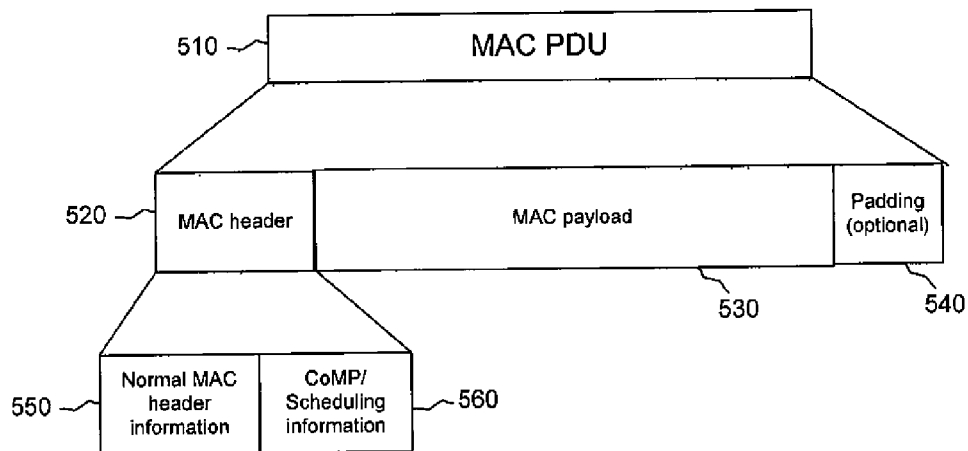 510
MAC PDU
520
MAC header
MAC payload
Padding
(optional)
530
540
550
Normal MAC
header
information
CoMP/
Scheduling
information
560